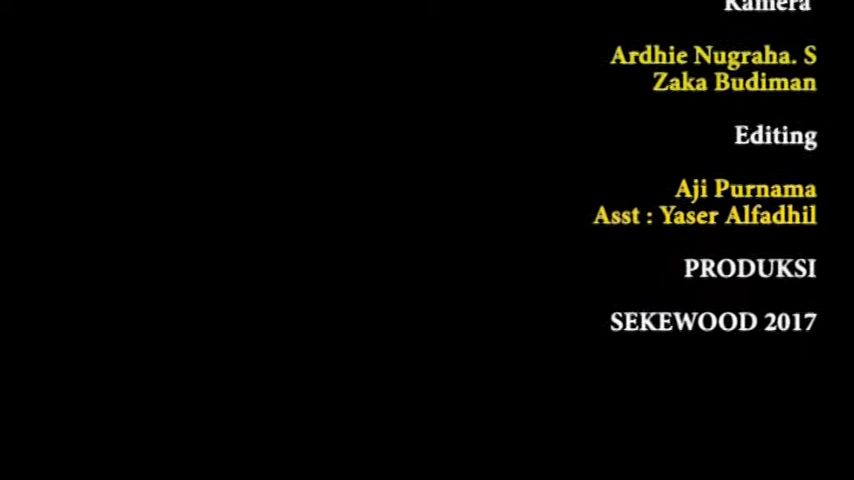 Kamera
Ardhie Nugraha. S
Zaka Budiman
Editing
Aji Purnama
Asst : Yaser Alfadhil
PRODUKSI
SEKEWOOD 2017